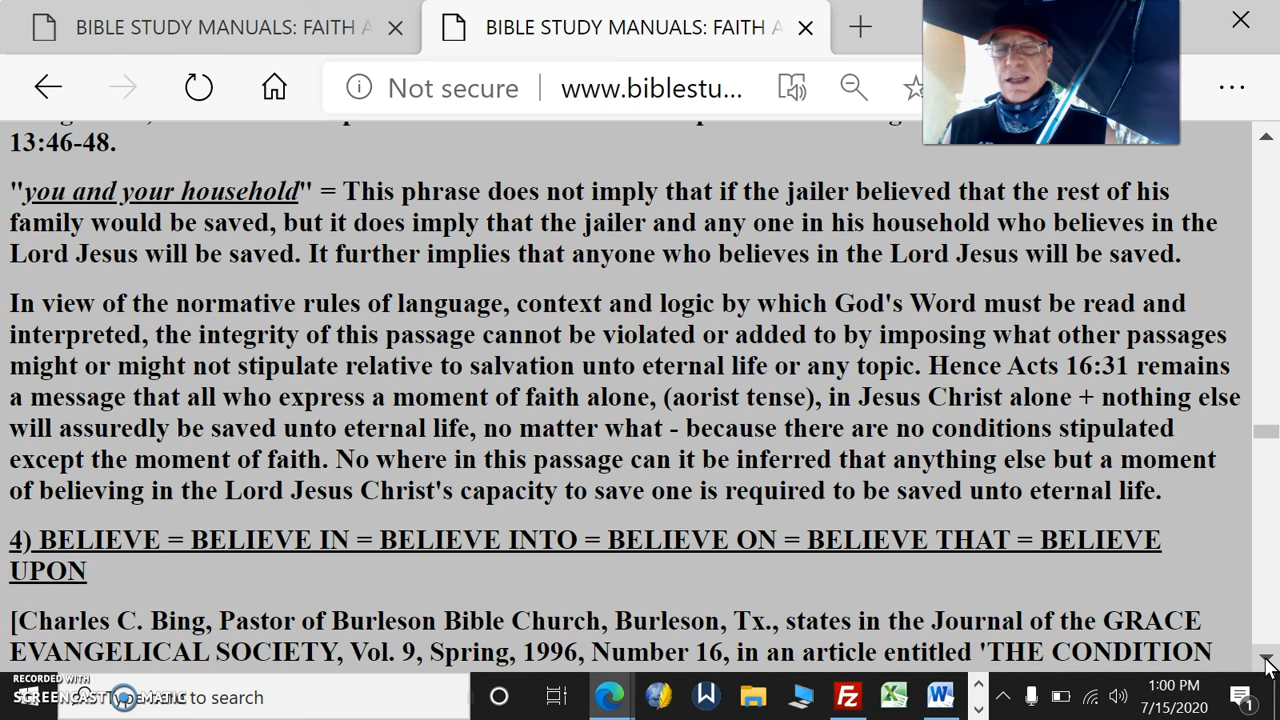 BIBLE STUDY MANUALS: FAITH A
BIBLE STUDY MANUALS: FAITH A
Not secure
www.biblestu...
13:46-48.
"you and your household" = This phrase does not imply that if the jailer believed that the rest of his
family would be saved, but it does imply that the jailer and any one in his household who believes in the
Lord Jesus will be saved. It further implies that anyone who believes in the Lord Jesus will be saved.
In view of the normative rules of language, context and logic by which God's Word must be read and
interpreted, the integrity of this passage cannot be violated or added to by imposing what other passages
might or might not stipulate relative to salvation unto eternal life or any topic. Hence Acts 16:31 remains
a message that all who express a moment of faith alone, (aorist tense), in Jesus Christ alone + nothing else
will assuredly be saved unto eternal life, no matter what - because there are no conditions stipulated
except the moment of faith. No where in this passage can it be inferred that anything else but a moment
of believing in the Lord Jesus Christ's capacity to save one is required to be saved unto eternal life.
4) BELIEVE = BELIEVE IN = BELIEVE INTO = BELIEVE ON = BELIEVE THAT = BELIEVE
UPON
[Charles C. Bing, Pastor of Burleson Bible Church, Burleson, Tx., states in the Journal of the GRACE
EVANGELICAL SOCIETY, Vol. 9, Spring, 1996, Number 16, in an article entitled 'THE CONDITION
RECORDED WITH
SCREENCAST MATIC
Type here to search
1:00 PM
7/15/2020
1